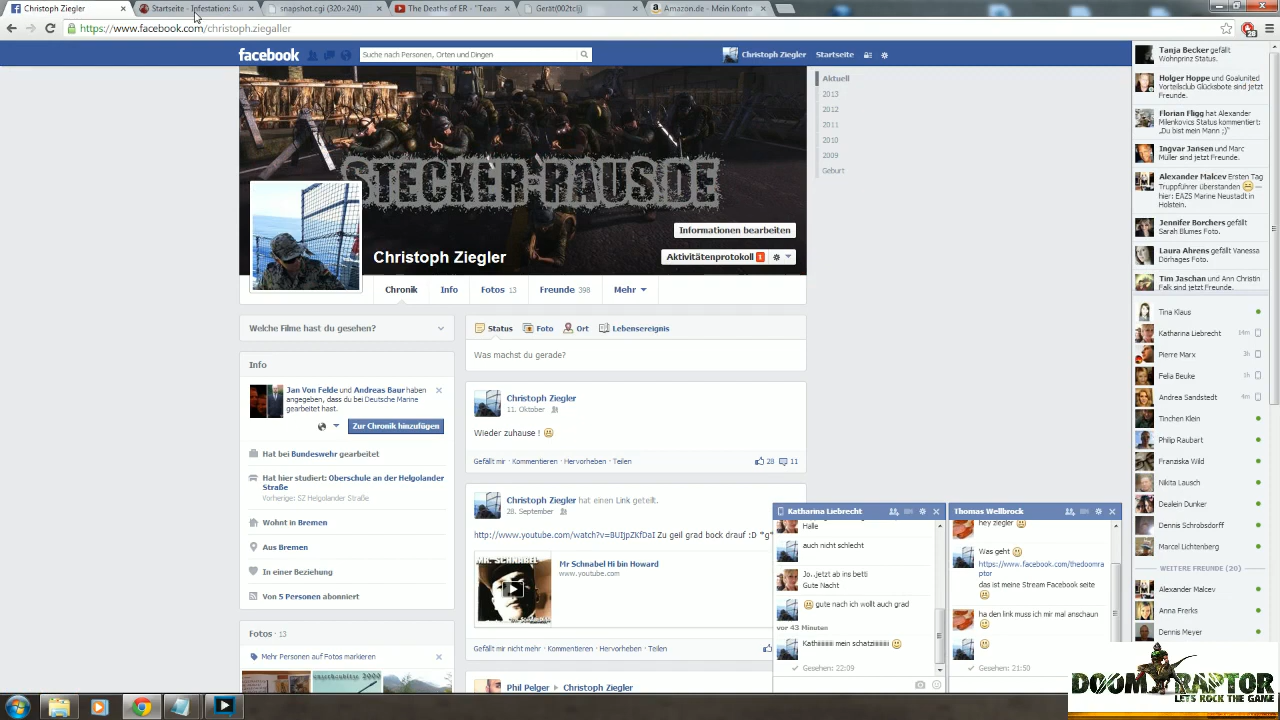 Christoph Ziegler
Startseite - Infestation: Su
snapshot.cgi (320×240)
The Deaths of ER - "Tears
Gerät(002tclj)
Amazon.de - Mein Konto
https://www.facebook.com/christoph.ziegaller
facebook
Suche nach Personen, Orten und Dingen
Christoph Ziegler
Startseite
STECKER-RAUS.DE
Christoph Ziegler
Informationen bearbeiten
Aktivitätenprotokoll 1
Chronik
Info
Fotos 13
Freunde 398
Mehr
Aktuell
2013
2012
2011
2010
2009
Geburt
Welche Filme hast du gesehen?
Info
Jan Von Felde und Andreas Baur haben
angegeben, dass du bei Deutsche Marine
gearbeitet hast.
Zur Chronik hinzufügen
Hat bei Bundeswehr gearbeitet
Hat hier studiert: Oberschule an der Helgolander
Straße
Vorherige: SZ Helgolander Straße
Wohnt in Bremen
Aus Bremen
In einer Beziehung
Von 5 Personen abonniert
Fotos · 13
Mehr Personen auf Fotos markieren
Status
Foto
Ort
Lebensereignis
Was machst du gerade?
Christoph Ziegler
11. Oktober
Wieder zuhause !
Gefällt mir · Kommentieren · Hervorheben · Teilen
28
11
Christoph Ziegler hat einen Link geteilt.
28. September
http://www.youtube.com/watch?v=BUIjpZKfDaI Zu geil grad bock drauf :D "g"
MR. SCHNABEL
Mr Schnabel Hi bin Howard
www.youtube.com
Gefällt mir nicht mehr · Kommentieren · Hervorheben · Teilen
Phil Pelger ▸ Christoph Ziegler
Katharina Liebrecht
Halle
auch nicht schlecht
Jo..jetzt ab ins betti
Gute Nacht
gute nach ich wollt auch grad
vor 43 Minuten
Gesehen: 22:09
Thomas Wellbrock
hey ziegler
Was geht
https://www.facebook.com/thedoomra
ptor
das ist meine Stream Facebook seite
ha den link muss ich mir mal anschaun
Gesehen: 21:50
Tanja Becker gefällt
Wohnprinz Status.
Holger Hoppe und Goalunited
Vorteilsclub Glücksbote sind jetzt
Freunde.
Florian Fligg hat Alexander
Milenkovics Status kommentiert:
„Du bist mein Mann ;)“
Ingvar Jansen und Marc
Müller sind jetzt Freunde.
Alexander Malcev Ersten Tag
Truppführer überstanden —
hier: EAZS Marine Neustadt in
Holstein.
Jennifer Borchers gefällt
Sarah Blumes Foto.
Laura Ahrens gefällt Vanessa
Dorhages Foto.
Tim Jaschan und Ann Christin
Falk sind jetzt Freunde.
Tina Klaus
Katharina Liebrecht 14m
Pierre Marx 3h
Felia Beuke 1h
Andrea Sandstedt 4m
Tinchen Klein
Philip Raubart
Franziska Wild
Nikita Lausch
Dealein Dunker
Dennis Schrobsdorff
Marcel Lichtenberg
WEITERE FREUNDE (20)
Alexander Malcev
Anna Frerks
Dennis Meyer
DOOM RAPTOR
LETS ROCK THE GAME